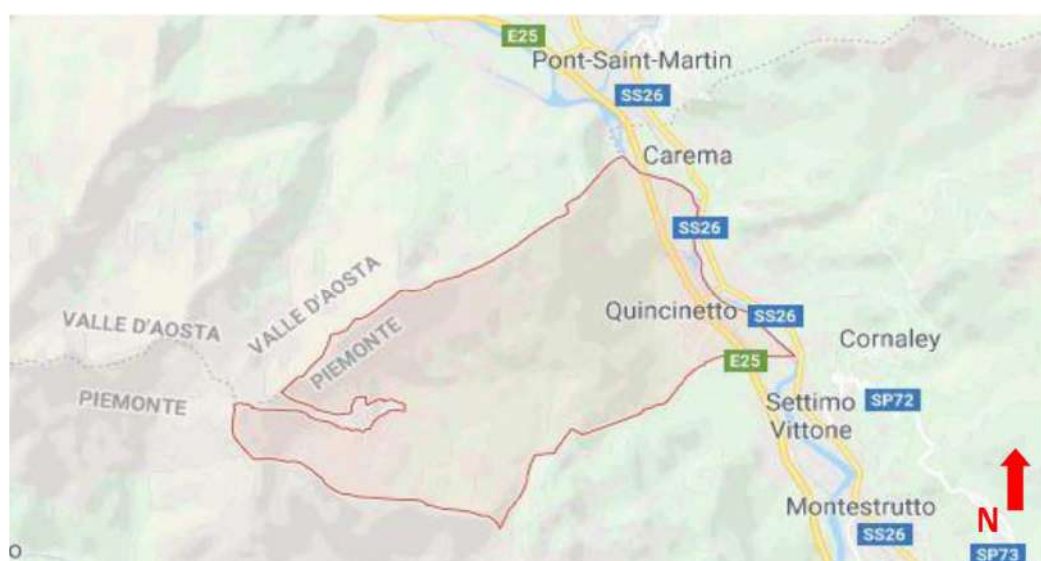 E25
Pont-Saint-Martin
SS26
Carema
SS26
VALLE D'AOSTA
VALLE D'AOSTA
PIEMONTE
Quincinetto
SS26
Cornaley
E25
PIEMONTE
Settimo
Vittone
SP72
Montestrutto
SS26
N
SP73
o